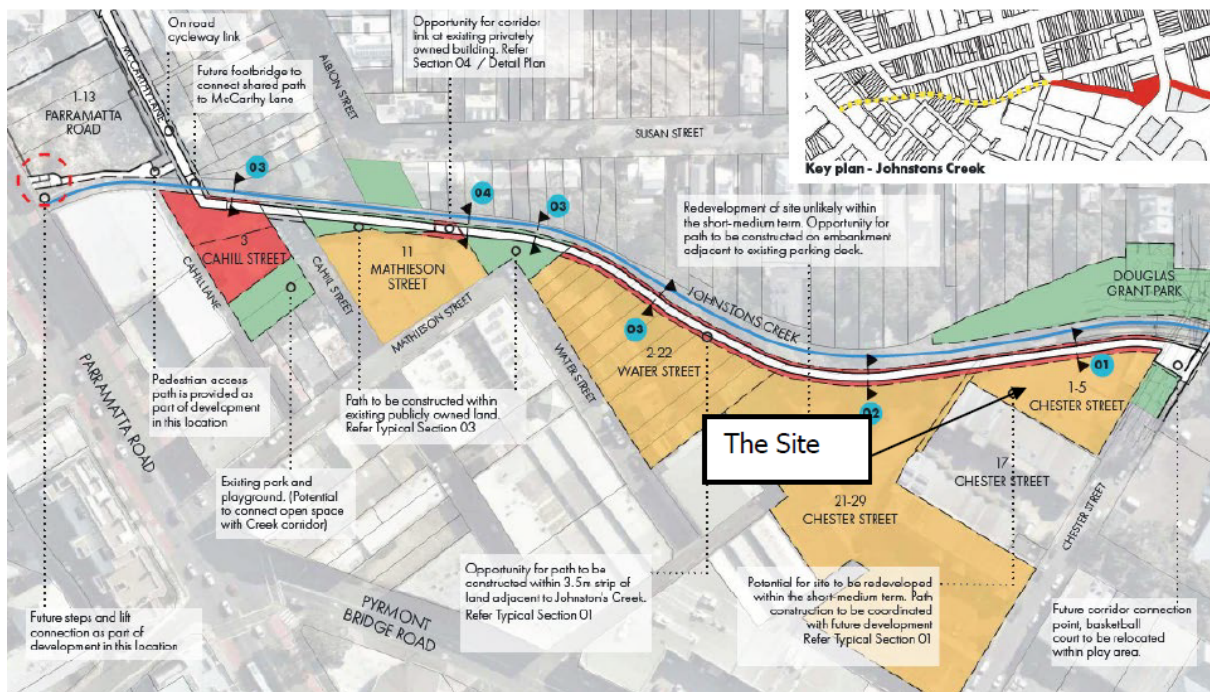 On road
cycleway link
Opportunity for corridor
link at existing privately
owned building. Refer
Section 04 / Detail Plan
Future footbridge to
connect shared path
to McCarthy Lane
MCCARTHY LANE
ALBION STREET
1-13
PARRAMATTA
ROAD
SUSAN STREET
Key plan - Johnstons Creek
03
04
03
Redevelopment of site unlikely within
the short-medium term. Opportunity for
path to be constructed on embankment
adjacent to existing parking deck.
3
CAHILL STREET
CAHILL LANE
CAHILL STREET
11
MATHIESON
STREET
MATHIESON STREET
DOUGLAS
GRANT PARK
JOHNSTONS CREEK
03
2-22
WATER STREET
WATER STREET
01
02
1-5
CHESTER STREET
PARRAMATTA ROAD
Pedestrian access
path is provided as
part of development
in this location
Path to be constructed within
existing publicly owned land.
Refer Typical Section 03
The Site
17
CHESTER STREET
CHESTER STREET
21-29
CHESTER STREET
Existing park and
playground. (Potential
to connect open space
with Creek corridor)
Opportunity for path to be
constructed within 3.5m strip of
land adjacent to Johnston's Creek.
Refer Typical Section 01
Potential for site to be redeveloped
within the short-medium term. Path
construction to be coordinated
with future development
Refer Typical Section 01
Future steps and lift
connection as part of
development in this location
PYRMONT
BRIDGE ROAD
Future corridor connection
point, basketball
court to be relocated
within play area.